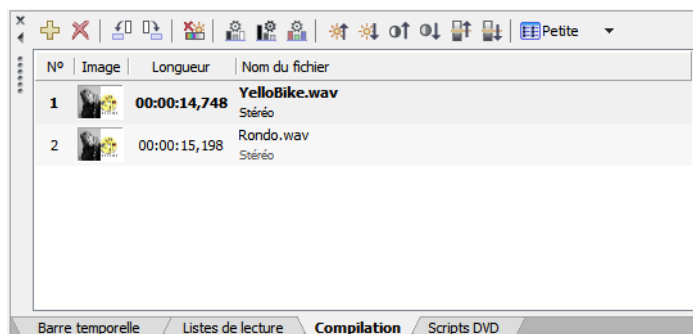 Petite
Nº Image Longueur Nom du fichier
1 00:00:14,748 YelloBike.wav
Stéréo
2 00:00:15,198 Rondo.wav
Stéréo
Barre temporelle Listes de lecture Compilation Scripts DVD